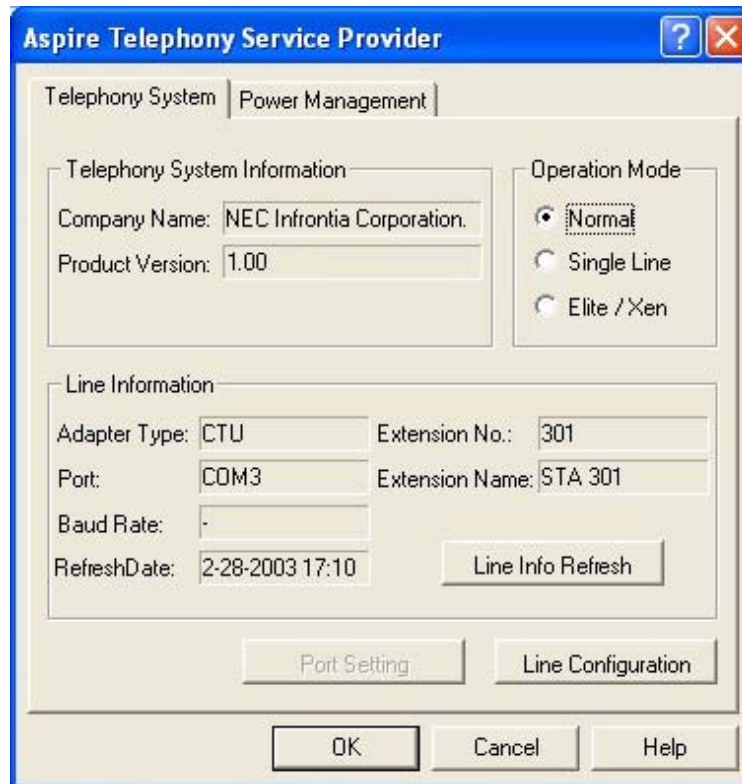 Aspire Telephony Service Provider
Telephony System
Power Management
Telephony System Information
Company Name: NEC Infrontia Corporation.
Product Version: 1.00
Operation Mode
Normal
Single Line
Elite / Xen
Line Information
Adapter Type: CTU
Extension No.: 301
Port: COM3
Extension Name: STA 301
Baud Rate: -
RefreshDate: 2-28-2003 17:10
Line Info Refresh
Port Setting
Line Configuration
OK
Cancel
Help